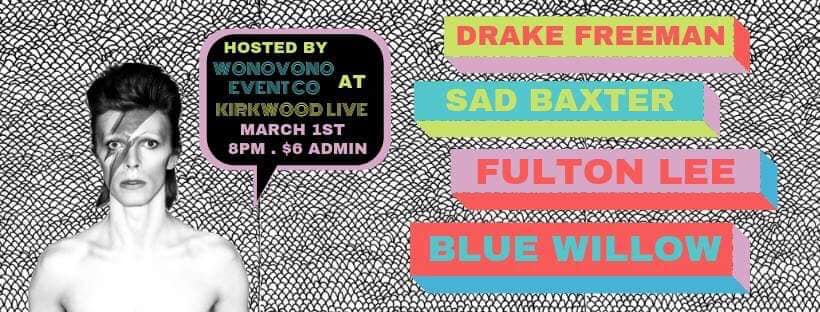 HOSTED BY
WONOVONO
EVENT CO
AT
KIRKWOOD LIVE
MARCH 1ST
8PM . $6 ADMIN
DRAKE FREEMAN
SAD BAXTER
FULTON LEE
BLUE WILLOW